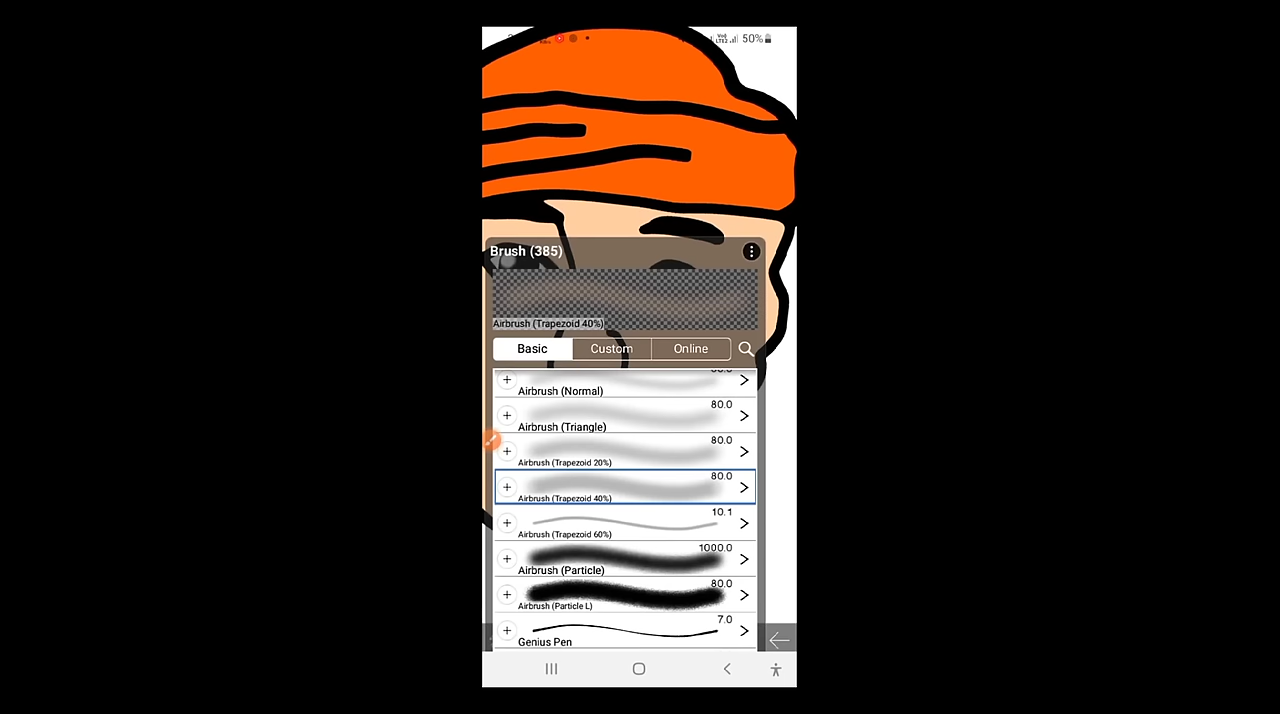 50%
Brush (385)
Airbrush (Trapezoid 40%)
Basic Custom Online
Airbrush (Normal)
80.0
Airbrush (Triangle)
80.0
Airbrush (Trapezoid 20%)
80.0
Airbrush (Trapezoid 40%)
10.1
Airbrush (Trapezoid 60%)
1000.0
Airbrush (Particle)
80.0
Airbrush (Particle L)
7.0
Genius Pen